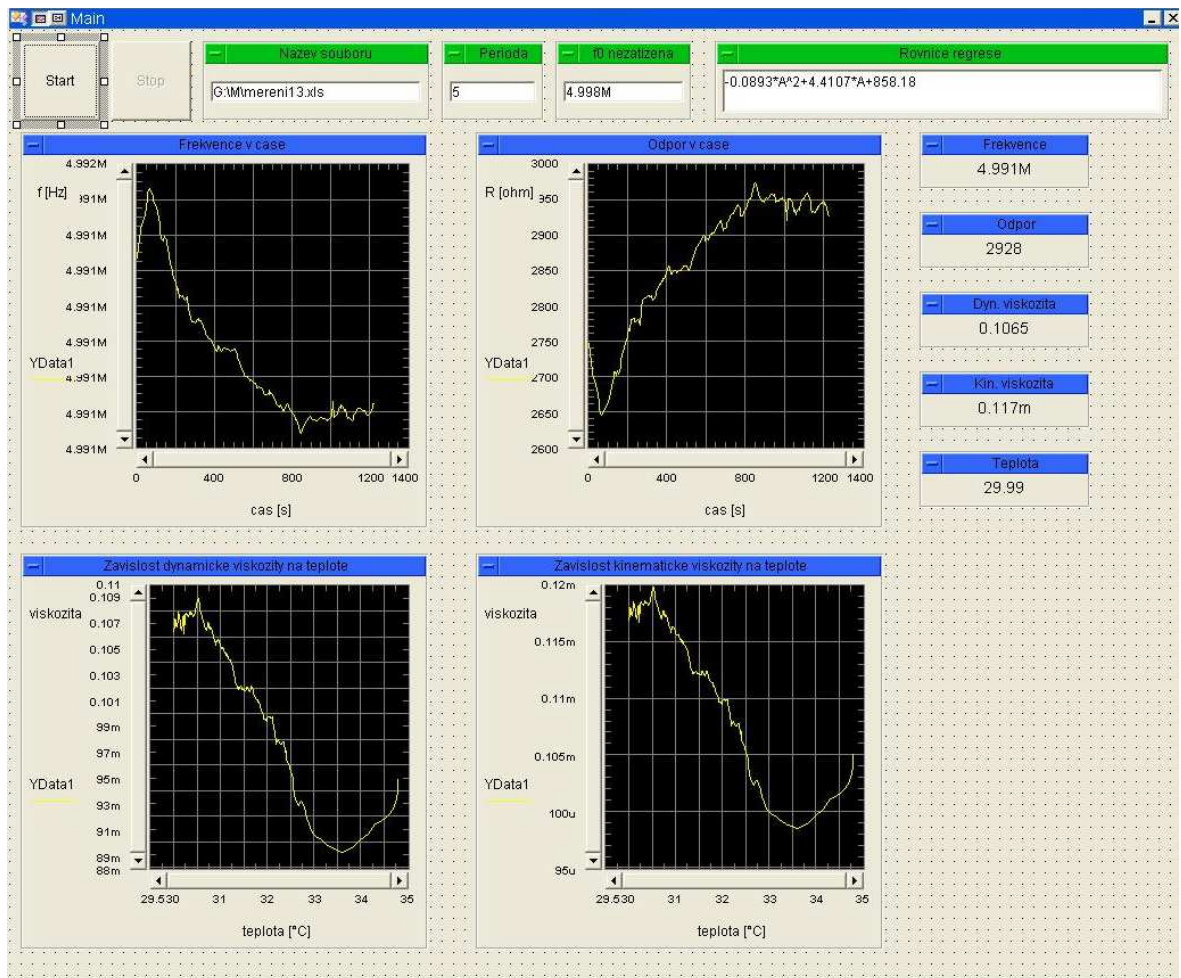 Main
Start
Stop
Nazev souboru
G:\M\mereni13.xls
Perioda
5
f0 nezatizena
4.998M
Rovnice regrese
-0.0893*A^2+4.4107*A+858.18
Frekvence v case
4.992M
f [Hz]
991M
4.991M
4.991M
4.991M
4.991M
YData1
4.991M
4.991M
4.991M
0 400 800 1200 1400
cas [s]
Odpor v case
3000
R [ohm]
950
2900
2850
2800
2750
YData1
2700
2650
2600
0 400 800 1200 1400
cas [s]
Frekvence
4.991M
Odpor
2928
Dyn. viskozita
0.1065
Kin. viskozita
0.117m
Teplota
29.99
Zavislost dynamicke viskozity na teplote
0.11
0.109
viskozita
0.107
0.105
0.103
0.101
99m
97m
95m
YData1
93m
91m
89m
88m
29.530 31 32 33 34 35
teplota [°C]
Zavislost kinematicke viskozity na teplote
0.12m
viskozita
0.115m
0.11m
0.105m
YData1
100u
95u
29.530 31 32 33 34 35
teplota [°C]